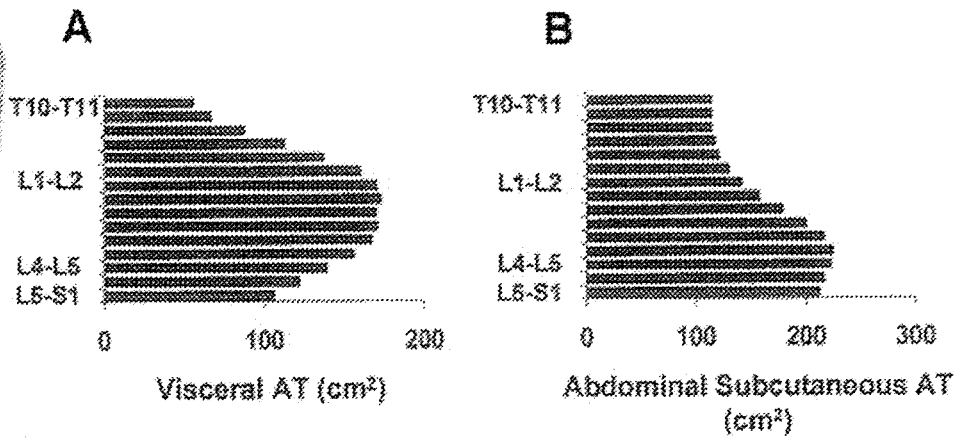 A
B
T10-T11
L1-L2
L4-L5
L5-S1
0 100 200
Visceral AT (cm²)
T10-T11
L1-L2
L4-L5
L5-S1
0 100 200 300
Abdominal Subcutaneous AT
(cm²)